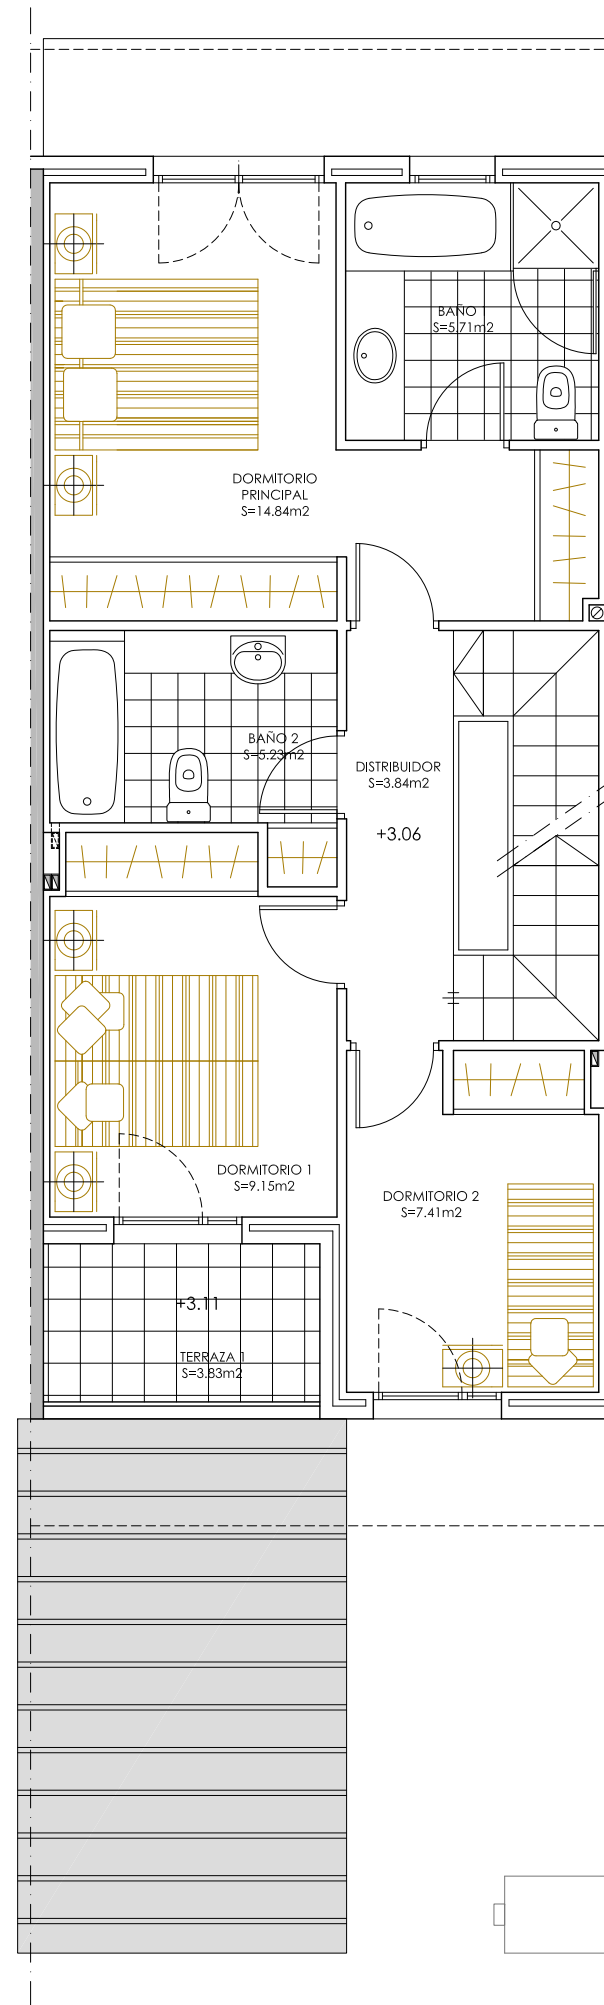 BAÑO 1
S=5.71m2
DORMITORIO
PRINCIPAL
S=14.84m2
BAÑO 2
S=5.23m2
DISTRIBUIDOR
S=3.84m2
+3.06
DORMITORIO 1
S=9.15m2
DORMITORIO 2
S=7.41m2
+3.11
TERRAZA 1
S=3.83m2